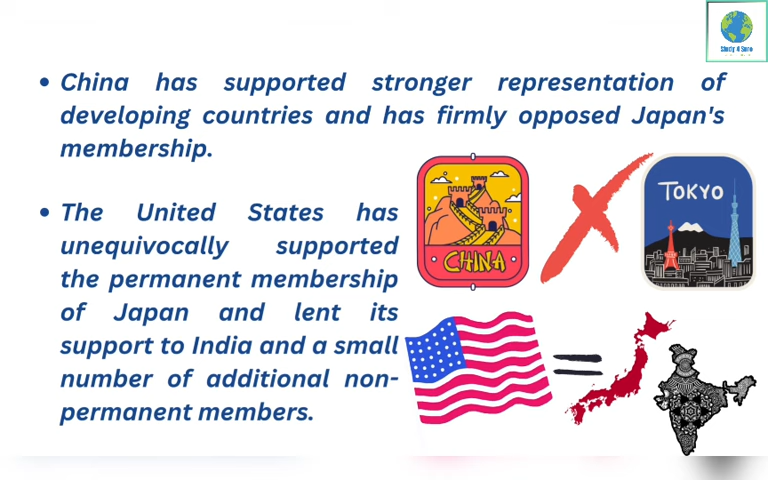 Study 4 Sure
• China has supported stronger representation of
developing countries and has firmly opposed Japan's
membership.
• The United States has
unequivocally supported
the permanent membership
of Japan and lent its
support to India and a small
number of additional non-
permanent members.
CHINA
TOKYO